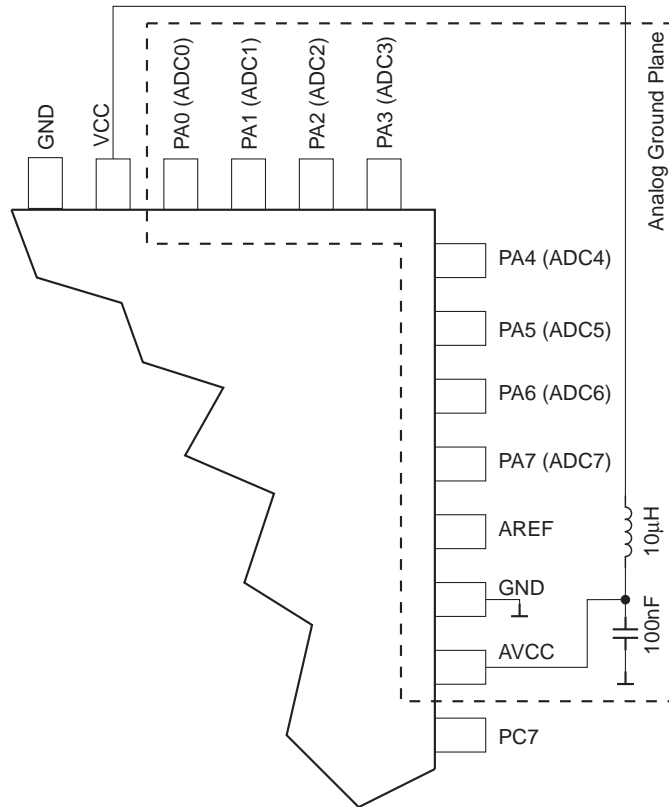 GND
VCC
PA0 (ADC0)
PA1 (ADC1)
PA2 (ADC2)
PA3 (ADC3)
Analog Ground Plane
PA4 (ADC4)
PA5 (ADC5)
PA6 (ADC6)
PA7 (ADC7)
AREF
10μH
GND
AVCC
100nF
PC7